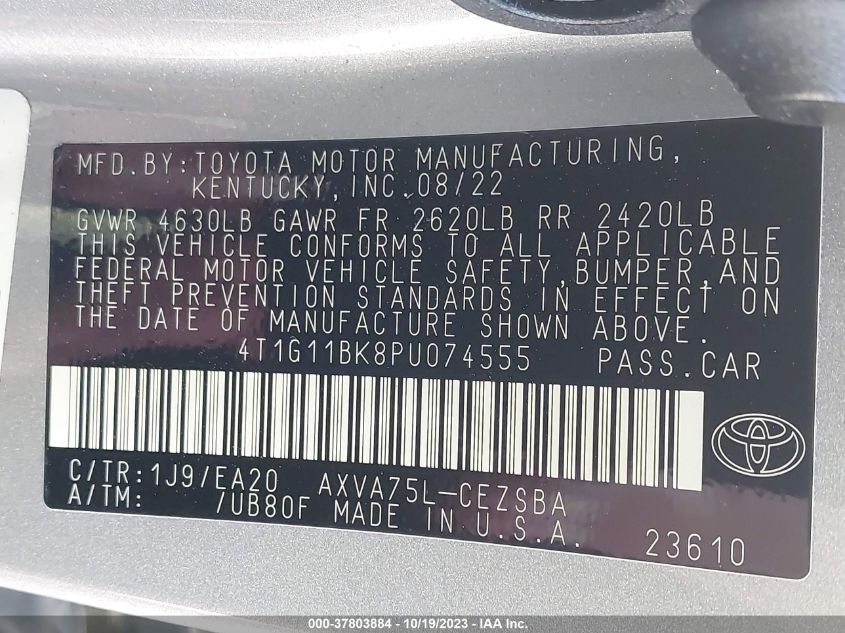 MFD.BY:TOYOTA MOTOR MANUFACTURING,
KENTUCKY,INC.08/22
GVWR 4630LB GAWR FR 2620LB RR 2420LB
THIS VEHICLE CONFORMS TO ALL APPLICABLE
FEDERAL MOTOR VEHICLE SAFETY,BUMPER,AND
THEFT PREVENTION STANDARDS IN EFFECT ON
THE DATE OF MANUFACTURE SHOWN ABOVE.
4T1G11BK8PU074555 PASS.CAR
C/TR:1J9/EA20 AXVA75L-CEZSBA
A/TM: /UB80F MADE IN U.S.A.
23610
000-37803884 - 10/19/2023 - IAA Inc.